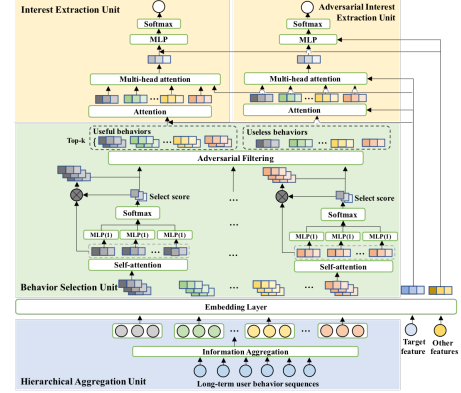 Interest Extraction Unit
Adversarial Interest
Extraction Unit
Softmax
Softmax
MLP
MLP
Multi-head attention
Multi-head attention
...
...
Attention
Attention
Top-k
{
Useful behaviors
...
Useless behaviors
...
Adversarial Filtering
...
Select score
Select score
Softmax
Softmax
...
MLP(1) MLP(1) MLP(1)
MLP(1) MLP(1) MLP(1)
...
...
Self-attention
...
Self-attention
Behavior Selection Unit
...
Embedding Layer
...
Information Aggregation
Target
feature
Other
features
Hierarchical Aggregation Unit
Long-term user behavior sequences